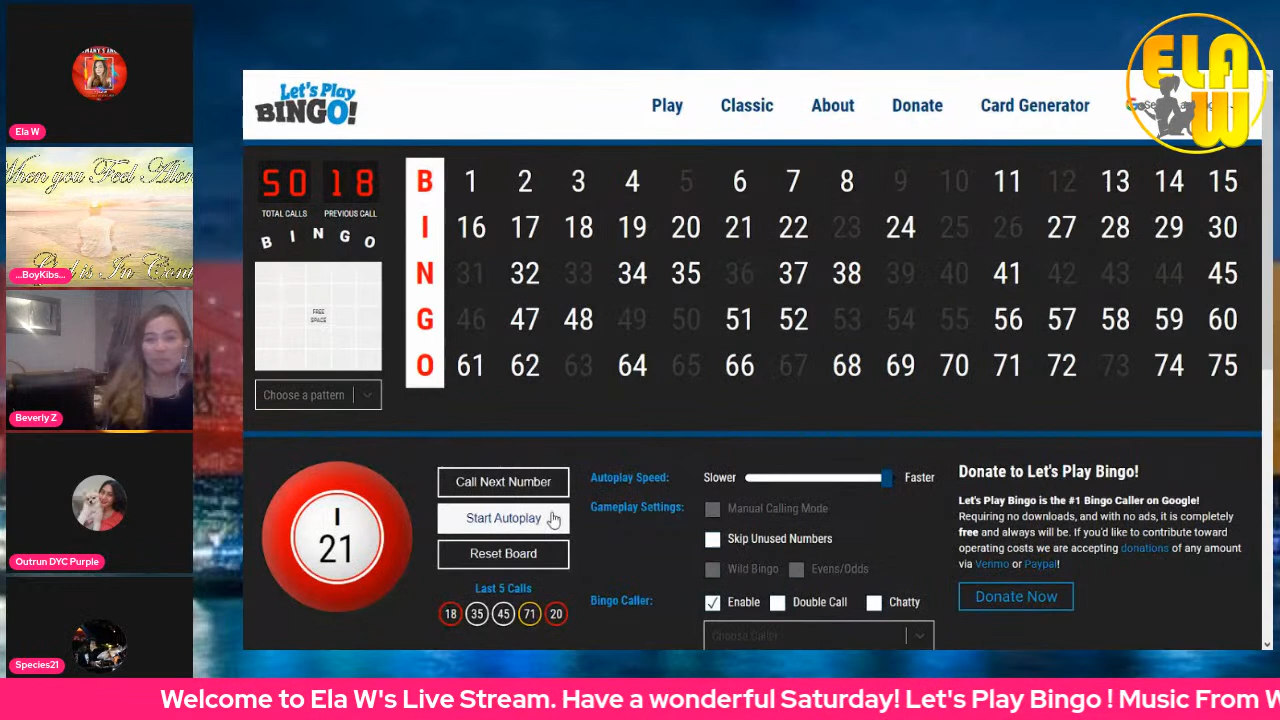 Ela W
When you Feel Alone
...BoyKibs...
Beverly Z
Outrun DYC Purple
Species21
Let's Play
BINGO!
Play Classic About Donate Card Generator
ELA
W
50 18
TOTAL CALLS PREVIOUS CALL
B I N G O
FREE
SPACE
Choose a pattern
B 1 2 3 4 5 6 7 8 9 10 11 12 13 14 15
I 16 17 18 19 20 21 22 23 24 25 26 27 28 29 30
N 31 32 33 34 35 36 37 38 39 40 41 42 43 44 45
G 46 47 48 49 50 51 52 53 54 55 56 57 58 59 60
O 61 62 63 64 65 66 67 68 69 70 71 72 73 74 75
I
21
Call Next Number
Start Autoplay
Reset Board
Last 5 Calls
18 35 45 71 20
Autoplay Speed: Slower Faster
Gameplay Settings: Manual Calling Mode
Skip Unused Numbers
Wild Bingo Evens/Odds
Bingo Caller: Enable Double Call Chatty
Choose Caller
Donate to Let's Play Bingo!
Let's Play Bingo is the #1 Bingo Caller on Google!
Requiring no downloads, and with no ads, it is completely
free and always will be. If you'd like to contribute toward
operating costs we are accepting donations of any amount
via Venmo or Paypal!
Donate Now
Welcome to Ela W's Live Stream. Have a wonderful Saturday! Let's Play Bingo ! Music From W